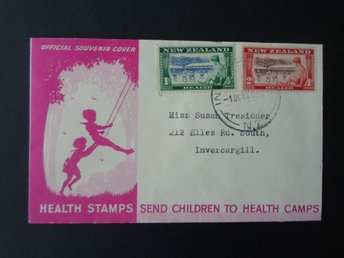 OFFICIAL SOUVENIR COVER
NEW ZEALAND
HEALTH
NEW ZEALAND
HEALTH
N.Z.
Miss Susan Tresidder
212 Elles Rd. South,
Invercargill.
HEALTH STAMPS SEND CHILDREN TO HEALTH CAMPS